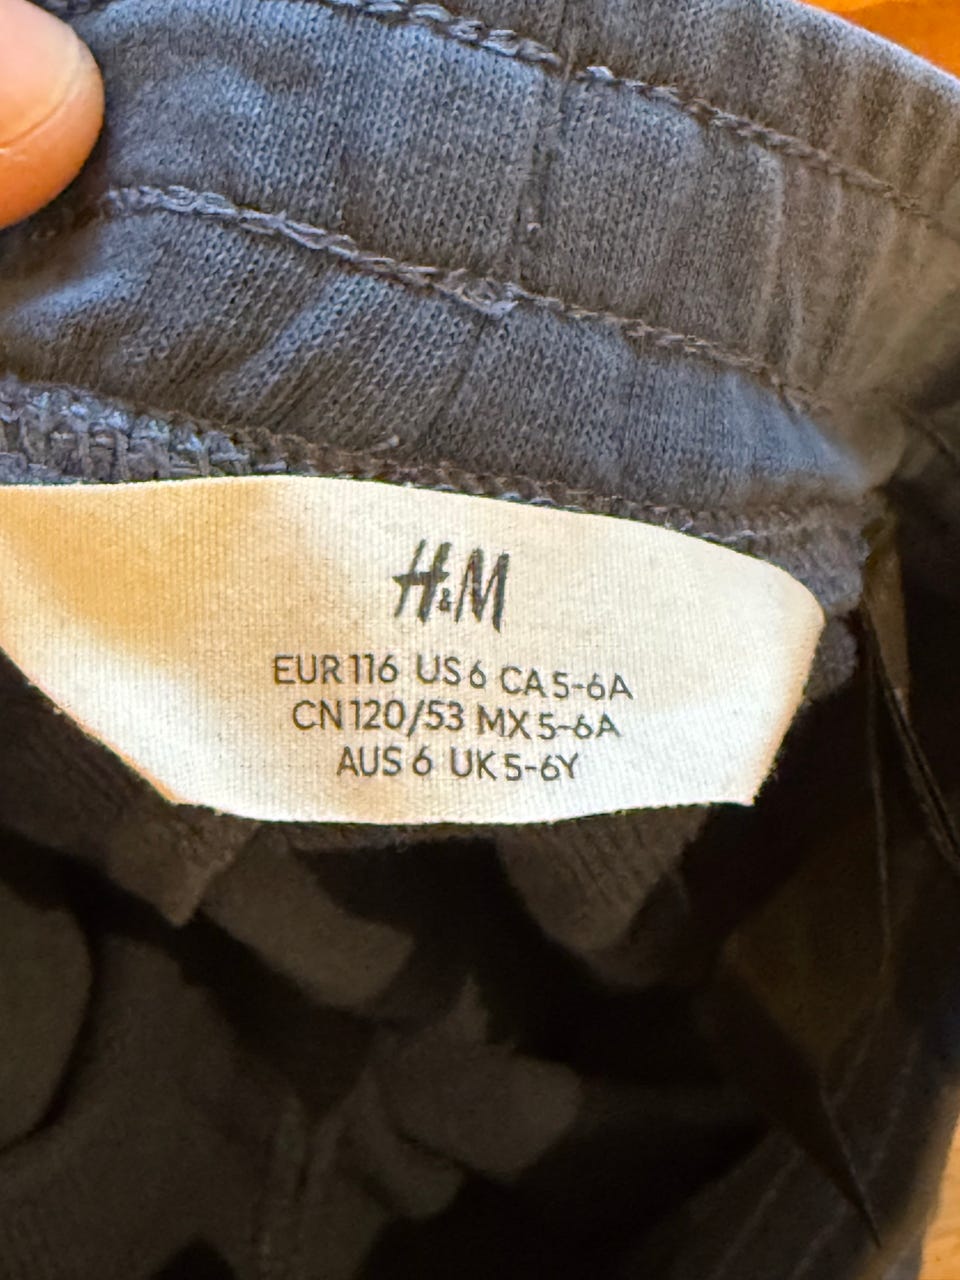 H&M
EUR 116 US 6 CA 5-6A
CN 120/53 MX 5-6A
AUS 6 UK 5-6Y